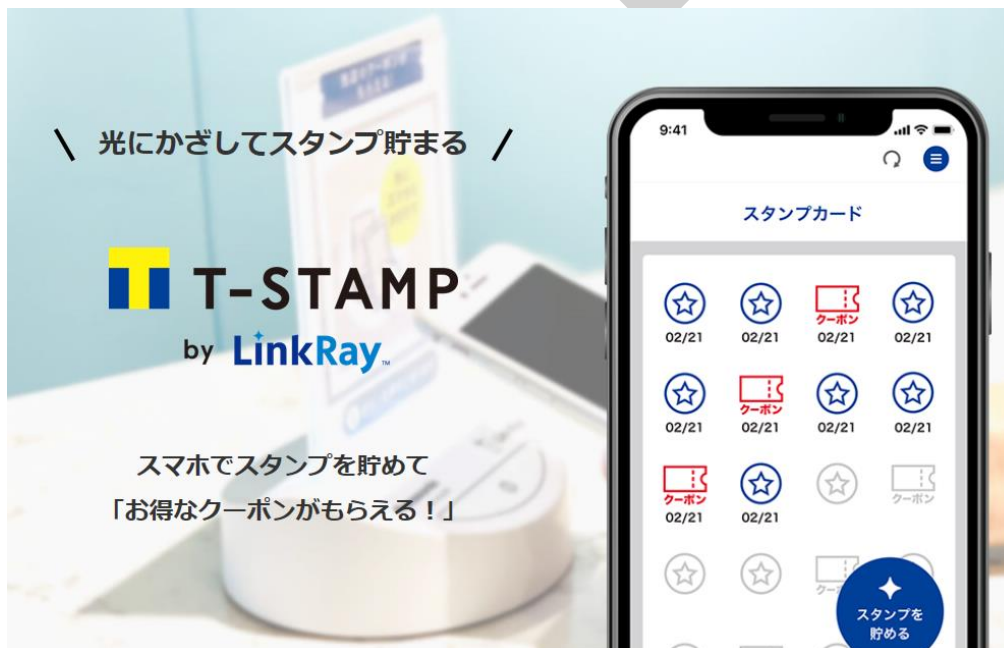 光にかざしてスタンプ貯まる
T-STAMP
by LinkRay™
スマホでスタンプを貯めて
「お得なクーポンがもらえる！」
9:41
スタンプカード
02/21
02/21
クーポン
02/21
02/21
02/21
クーポン
02/21
02/21
02/21
クーポン
02/21
02/21
クーポン
スタンプを
貯める